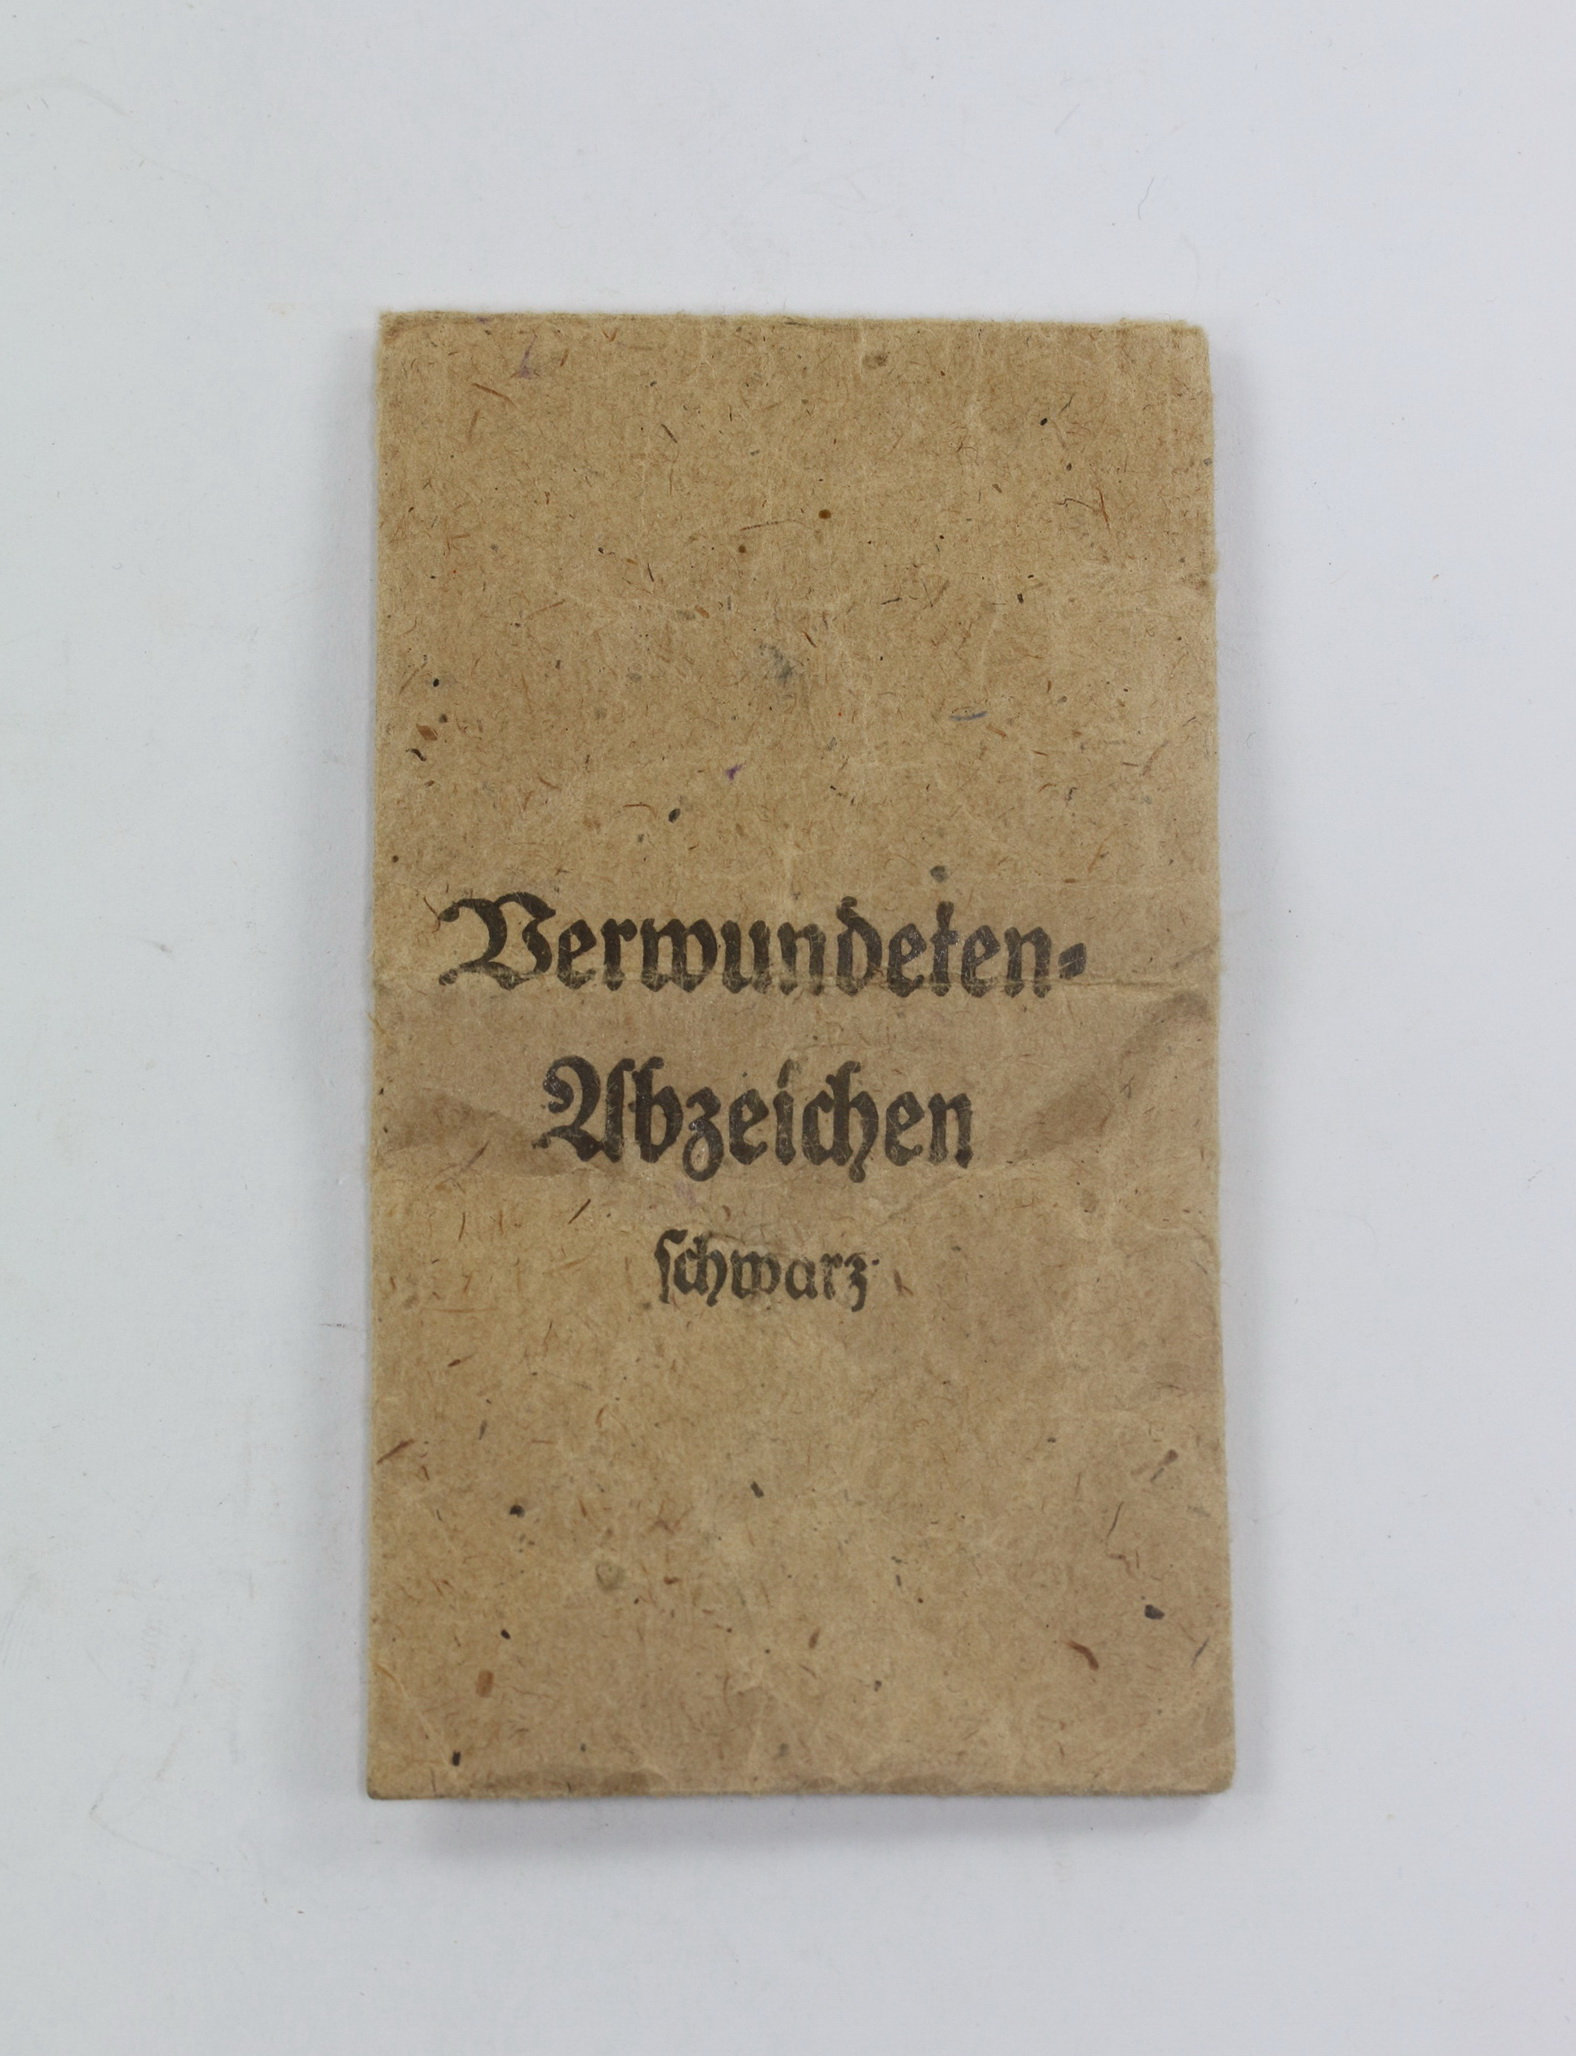 Verwundeten-
Abzeichen
ſchwarz